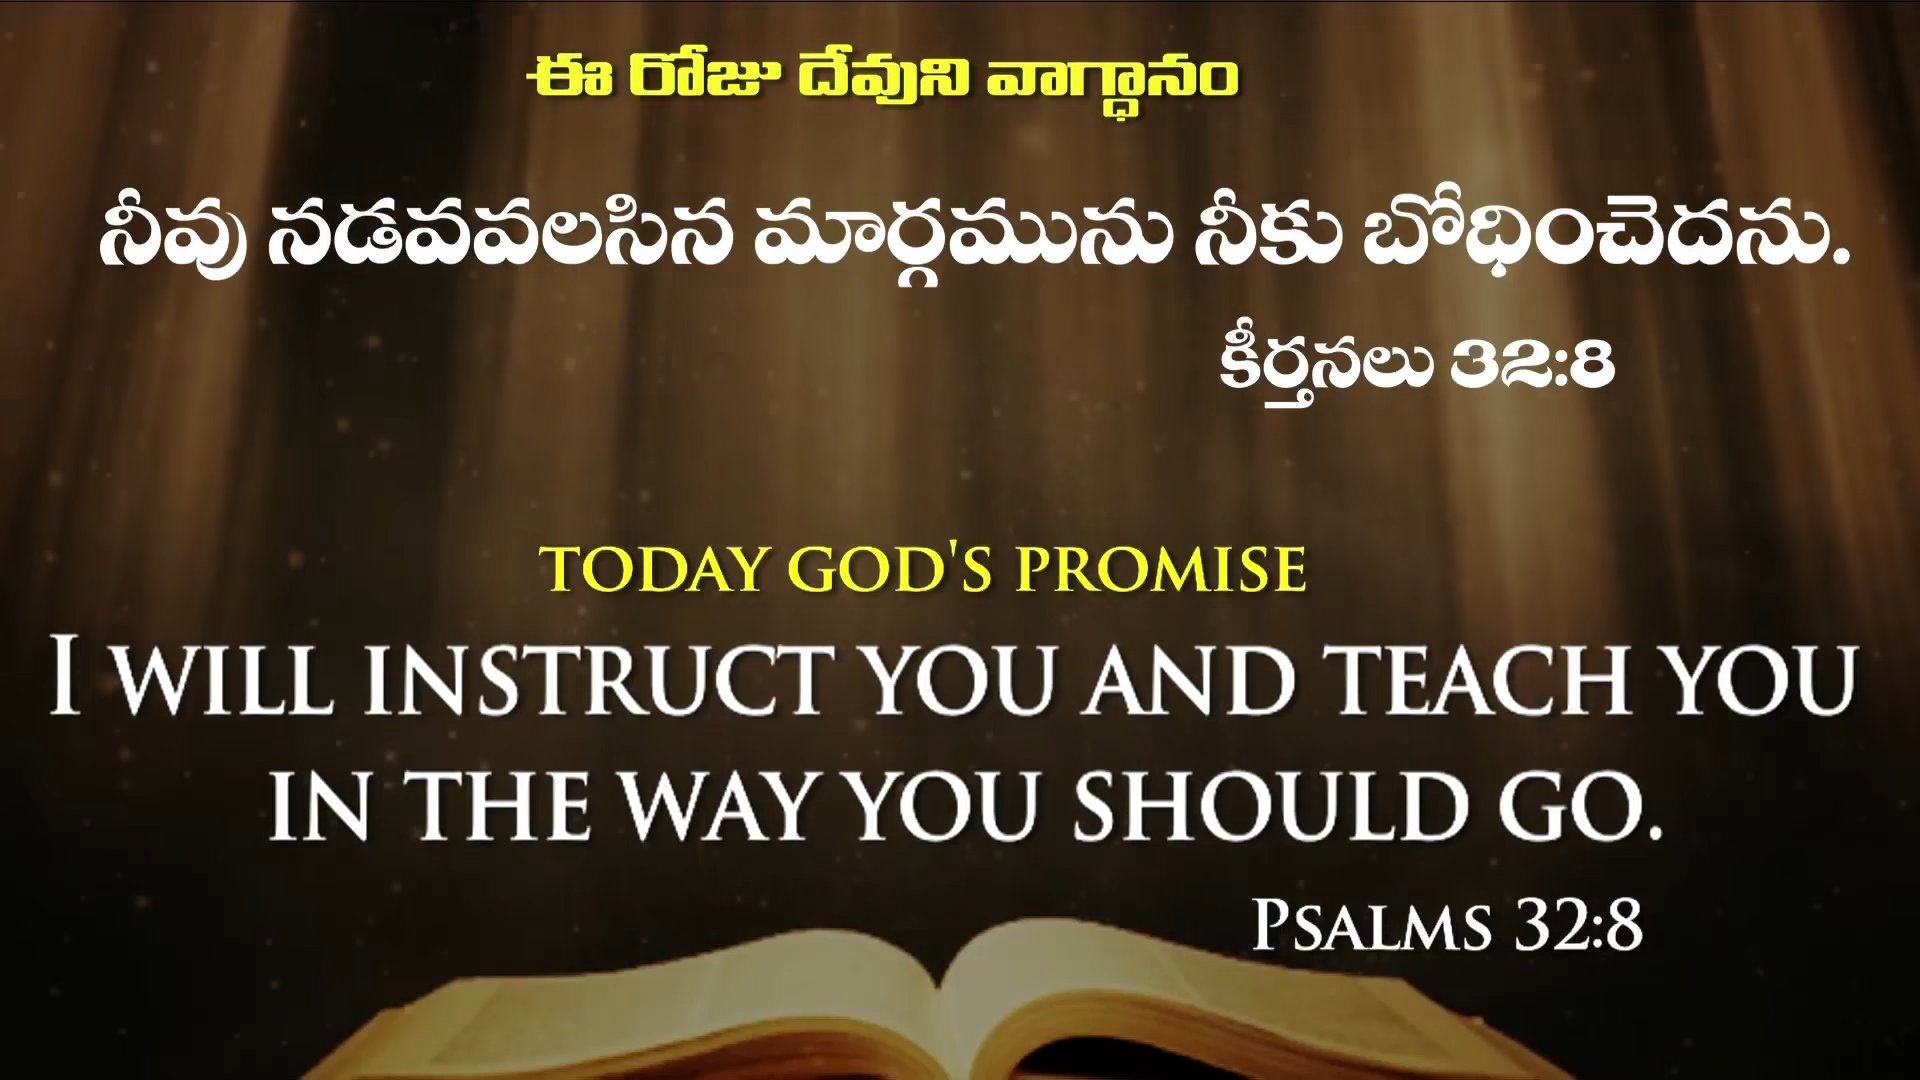 ఈ రోజు దేవుని వాగ్ధానం
నీవు నడవవలసిన మార్గమును నీకు బోధించెదను.
కీర్తనలు 32:8
TODAY GOD'S PROMISE
I WILL INSTRUCT YOU AND TEACH YOU
IN THE WAY YOU SHOULD GO.
PSALMS 32:8